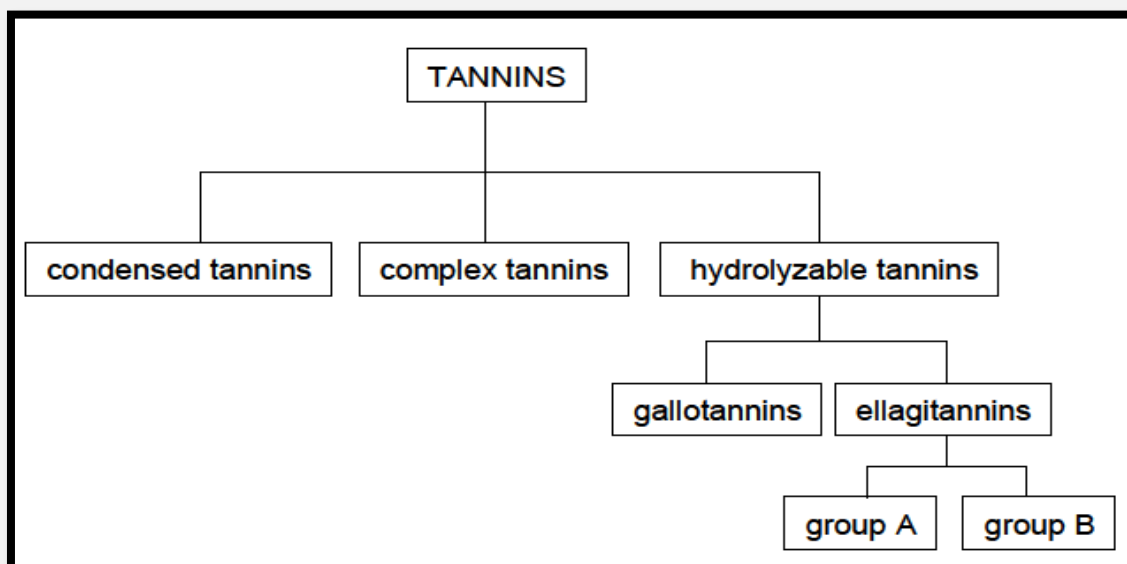 TANNINS
condensed tannins
complex tannins
hydrolyzable tannins
gallotannins
ellagitannins
group A
group B